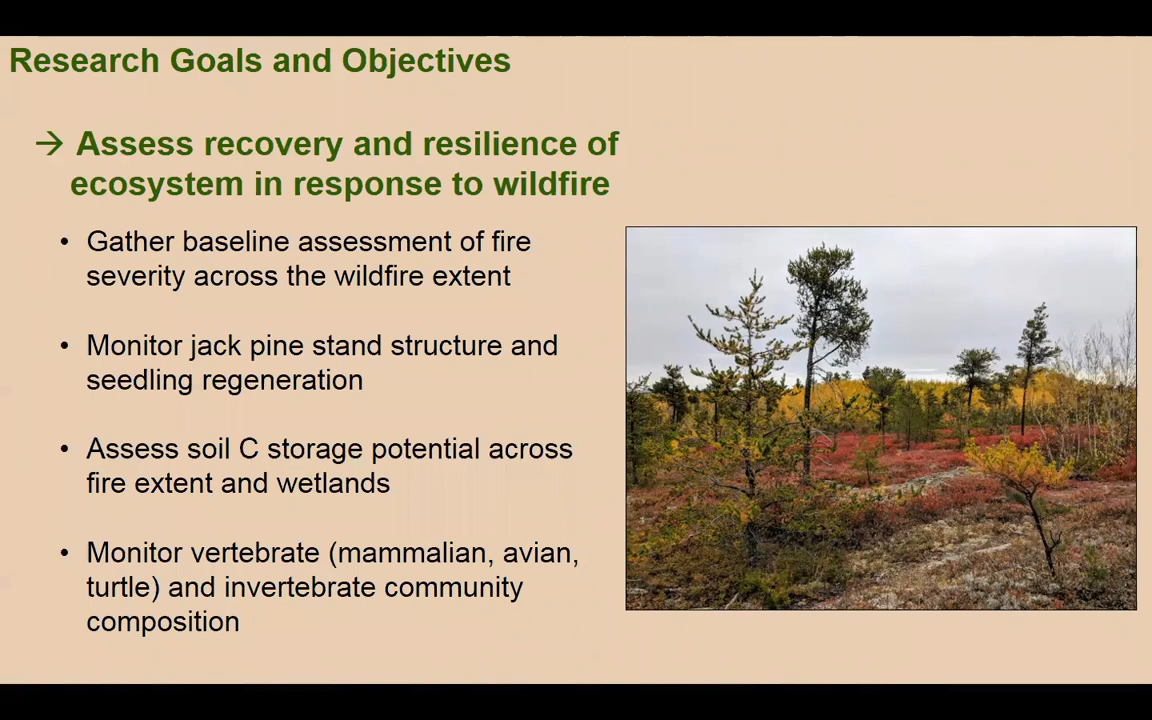 Research Goals and Objectives
→ Assess recovery and resilience of
ecosystem in response to wildfire
• Gather baseline assessment of fire
severity across the wildfire extent
• Monitor jack pine stand structure and
seedling regeneration
• Assess soil C storage potential across
fire extent and wetlands
• Monitor vertebrate (mammalian, avian,
turtle) and invertebrate community
composition